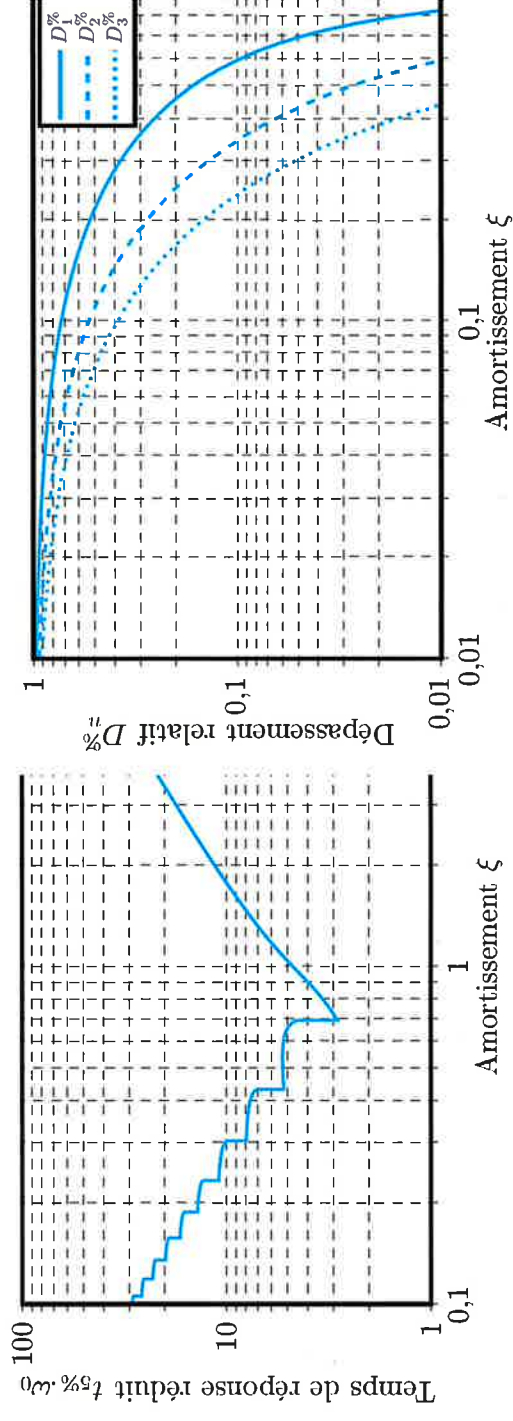 100
10
1
Temps de réponse réduit t5%.ω0
0,1
1
Amortissement ξ
1
0,1
0,01
Dépassement relatif Dn%
0,01
0,1
Amortissement ξ
D1%
D2%
D3%